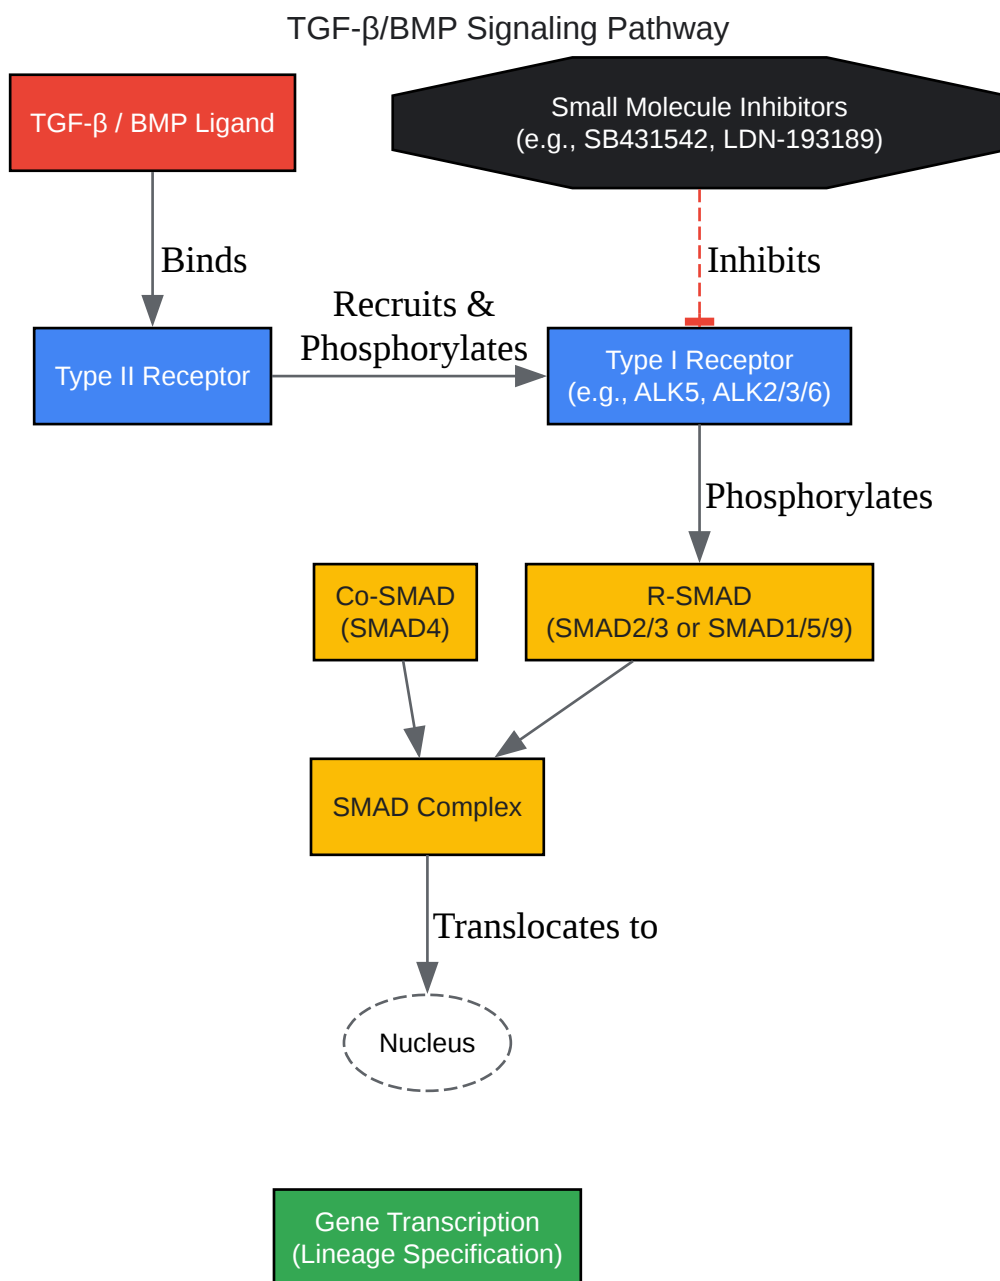 TGF-β/BMP Signaling Pathway
TGF-β / BMP Ligand
Small Molecule Inhibitors
(e.g., SB431542, LDN-193189)
Binds
Inhibits
Recruits &
Phosphorylates
Type II Receptor
Type I Receptor
(e.g., ALK5, ALK2/3/6)
Phosphorylates
Co-SMAD
(SMAD4)
R-SMAD
(SMAD2/3 or SMAD1/5/9)
SMAD Complex
Translocates to
Nucleus
Gene Transcription
(Lineage Specification)